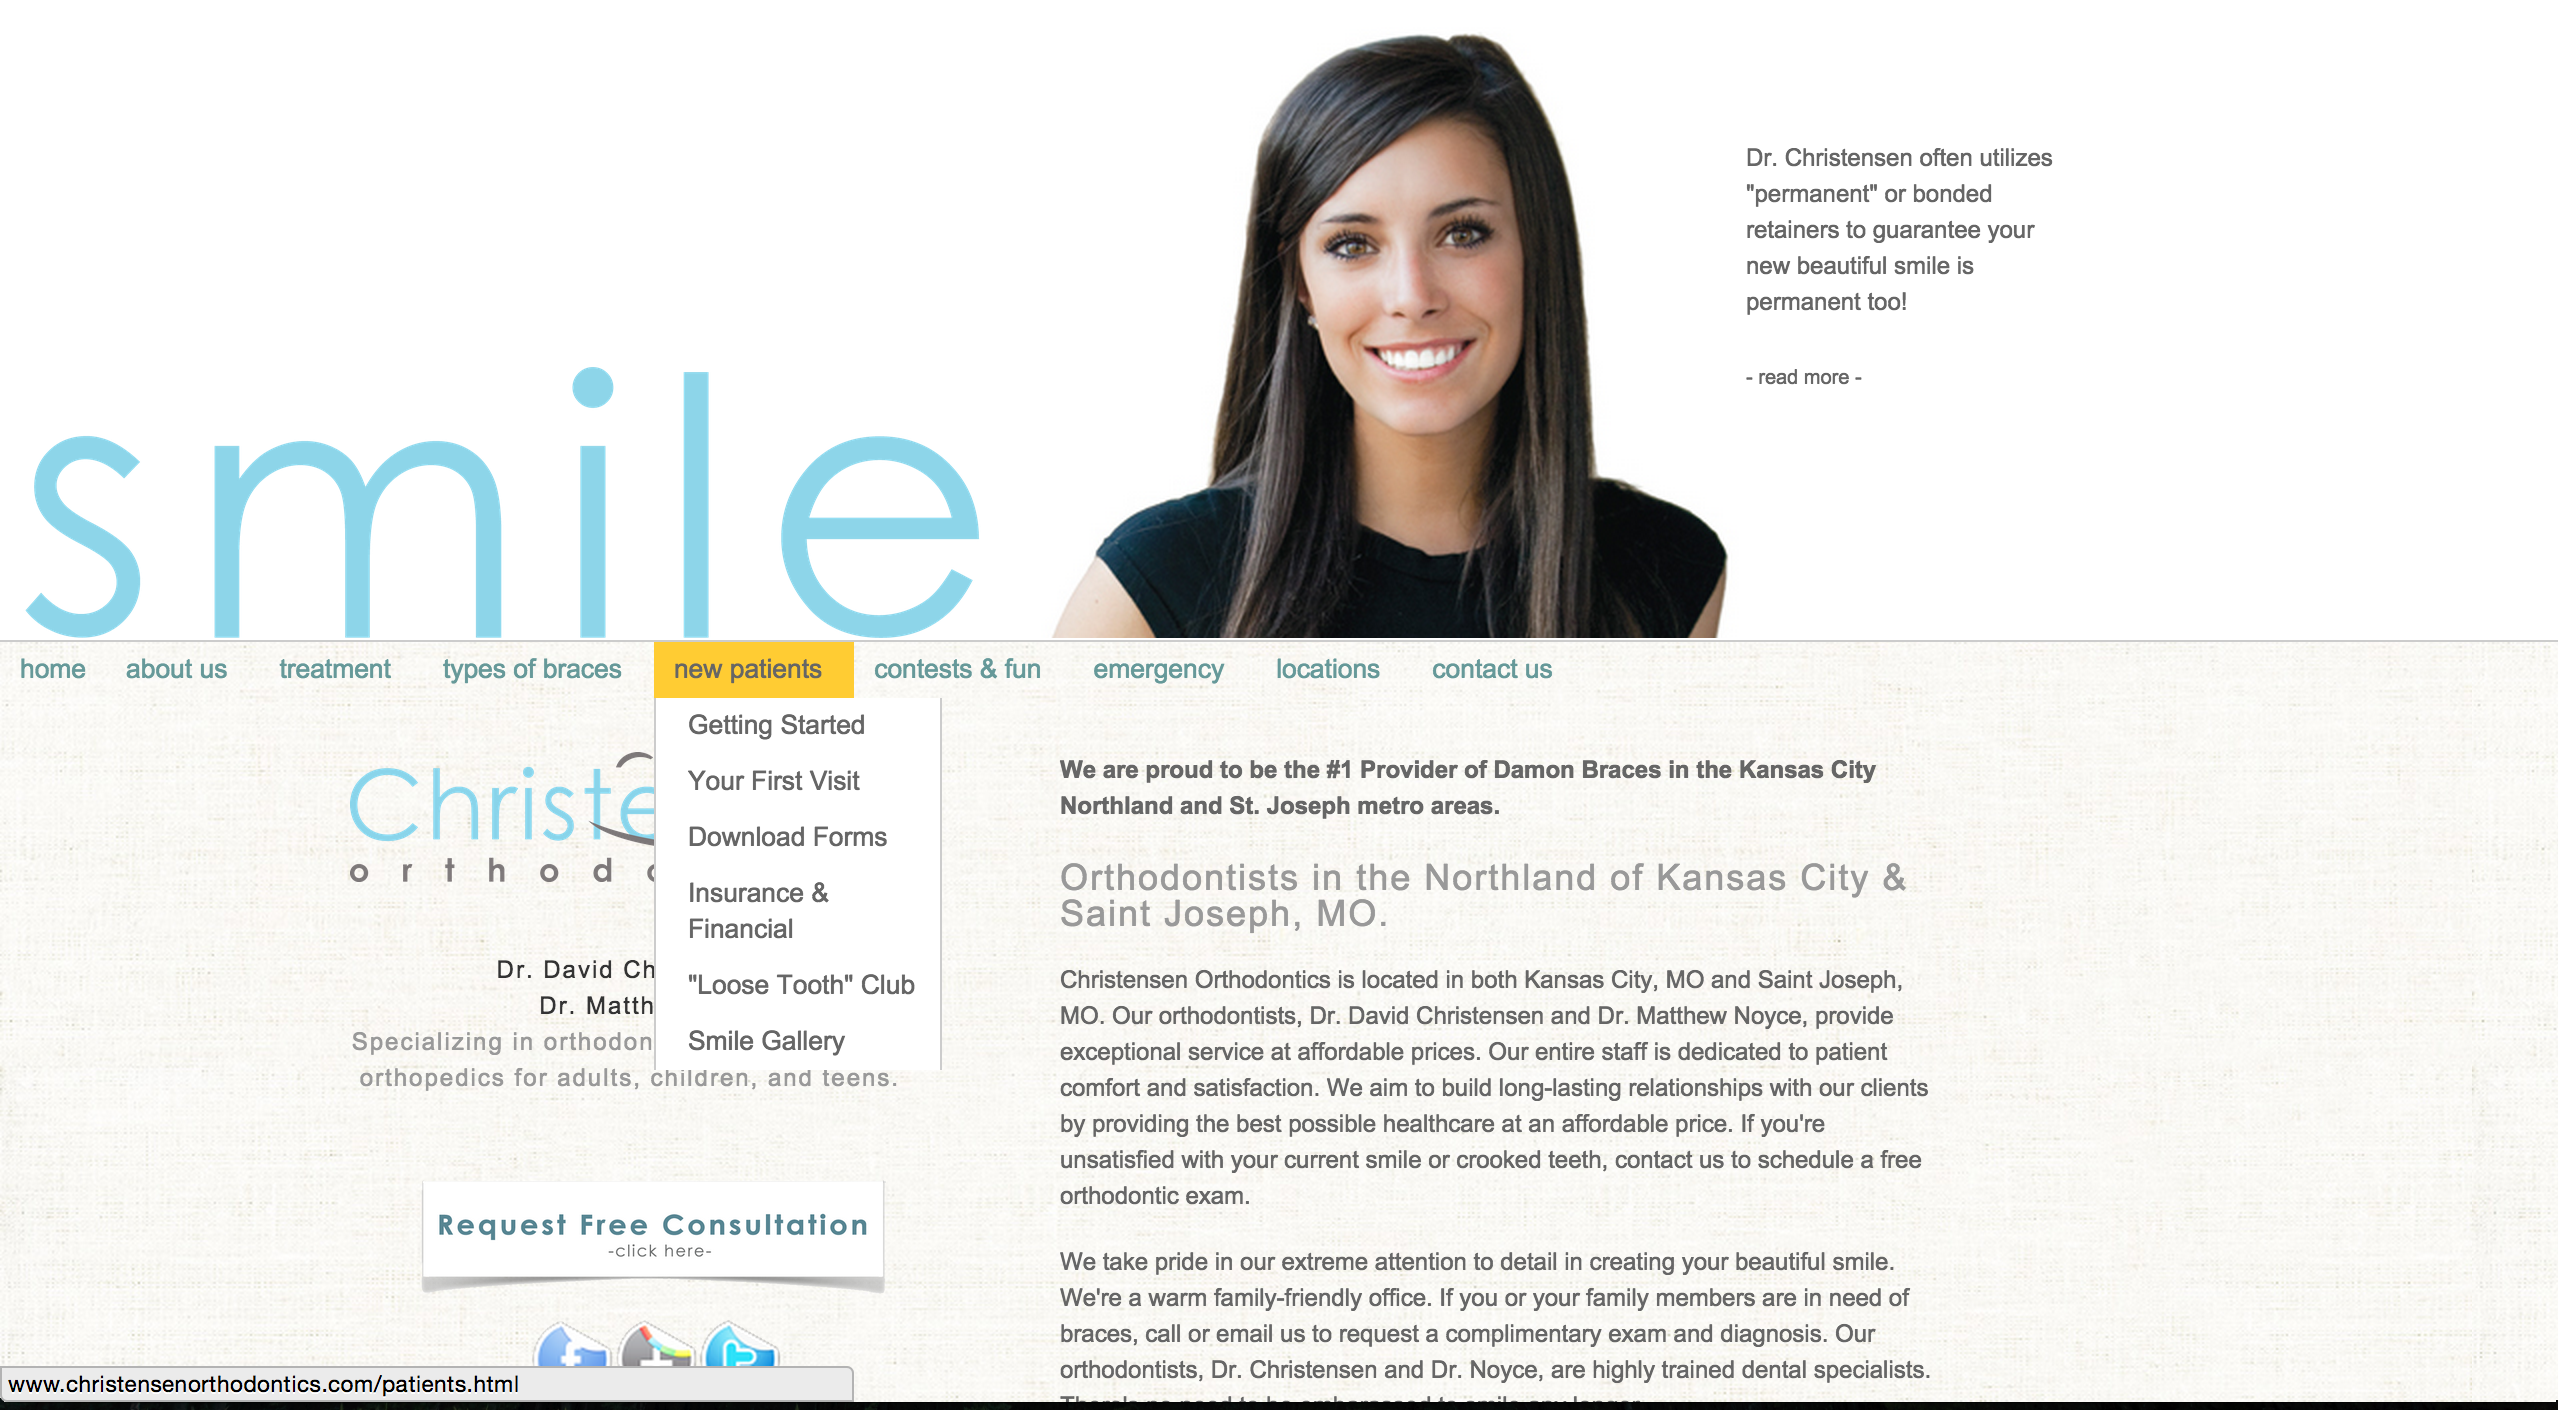 Dr. Christensen often utilizes
"permanent" or bonded
retainers to guarantee your
new beautiful smile is
permanent too!
- read more -
smile
home about us treatment types of braces new patients contests & fun emergency locations contact us
Getting Started
Your First Visit
Download Forms
Insurance &
Financial
"Loose Tooth" Club
Smile Gallery
Christe
orthodo
Dr. David Ch
Dr. Matth
Specializing in orthodon
orthopedics for adults, children, and teens.
Request Free Consultation
-click here-
We are proud to be the #1 Provider of Damon Braces in the Kansas City
Northland and St. Joseph metro areas.
Orthodontists in the Northland of Kansas City &
Saint Joseph, MO.
Christensen Orthodontics is located in both Kansas City, MO and Saint Joseph,
MO. Our orthodontists, Dr. David Christensen and Dr. Matthew Noyce, provide
exceptional service at affordable prices. Our entire staff is dedicated to patient
comfort and satisfaction. We aim to build long-lasting relationships with our clients
by providing the best possible healthcare at an affordable price. If you're
unsatisfied with your current smile or crooked teeth, contact us to schedule a free
orthodontic exam.
We take pride in our extreme attention to detail in creating your beautiful smile.
We're a warm family-friendly office. If you or your family members are in need of
braces, call or email us to request a complimentary exam and diagnosis. Our
orthodontists, Dr. Christensen and Dr. Noyce, are highly trained dental specialists.
www.christensenorthodontics.com/patients.html